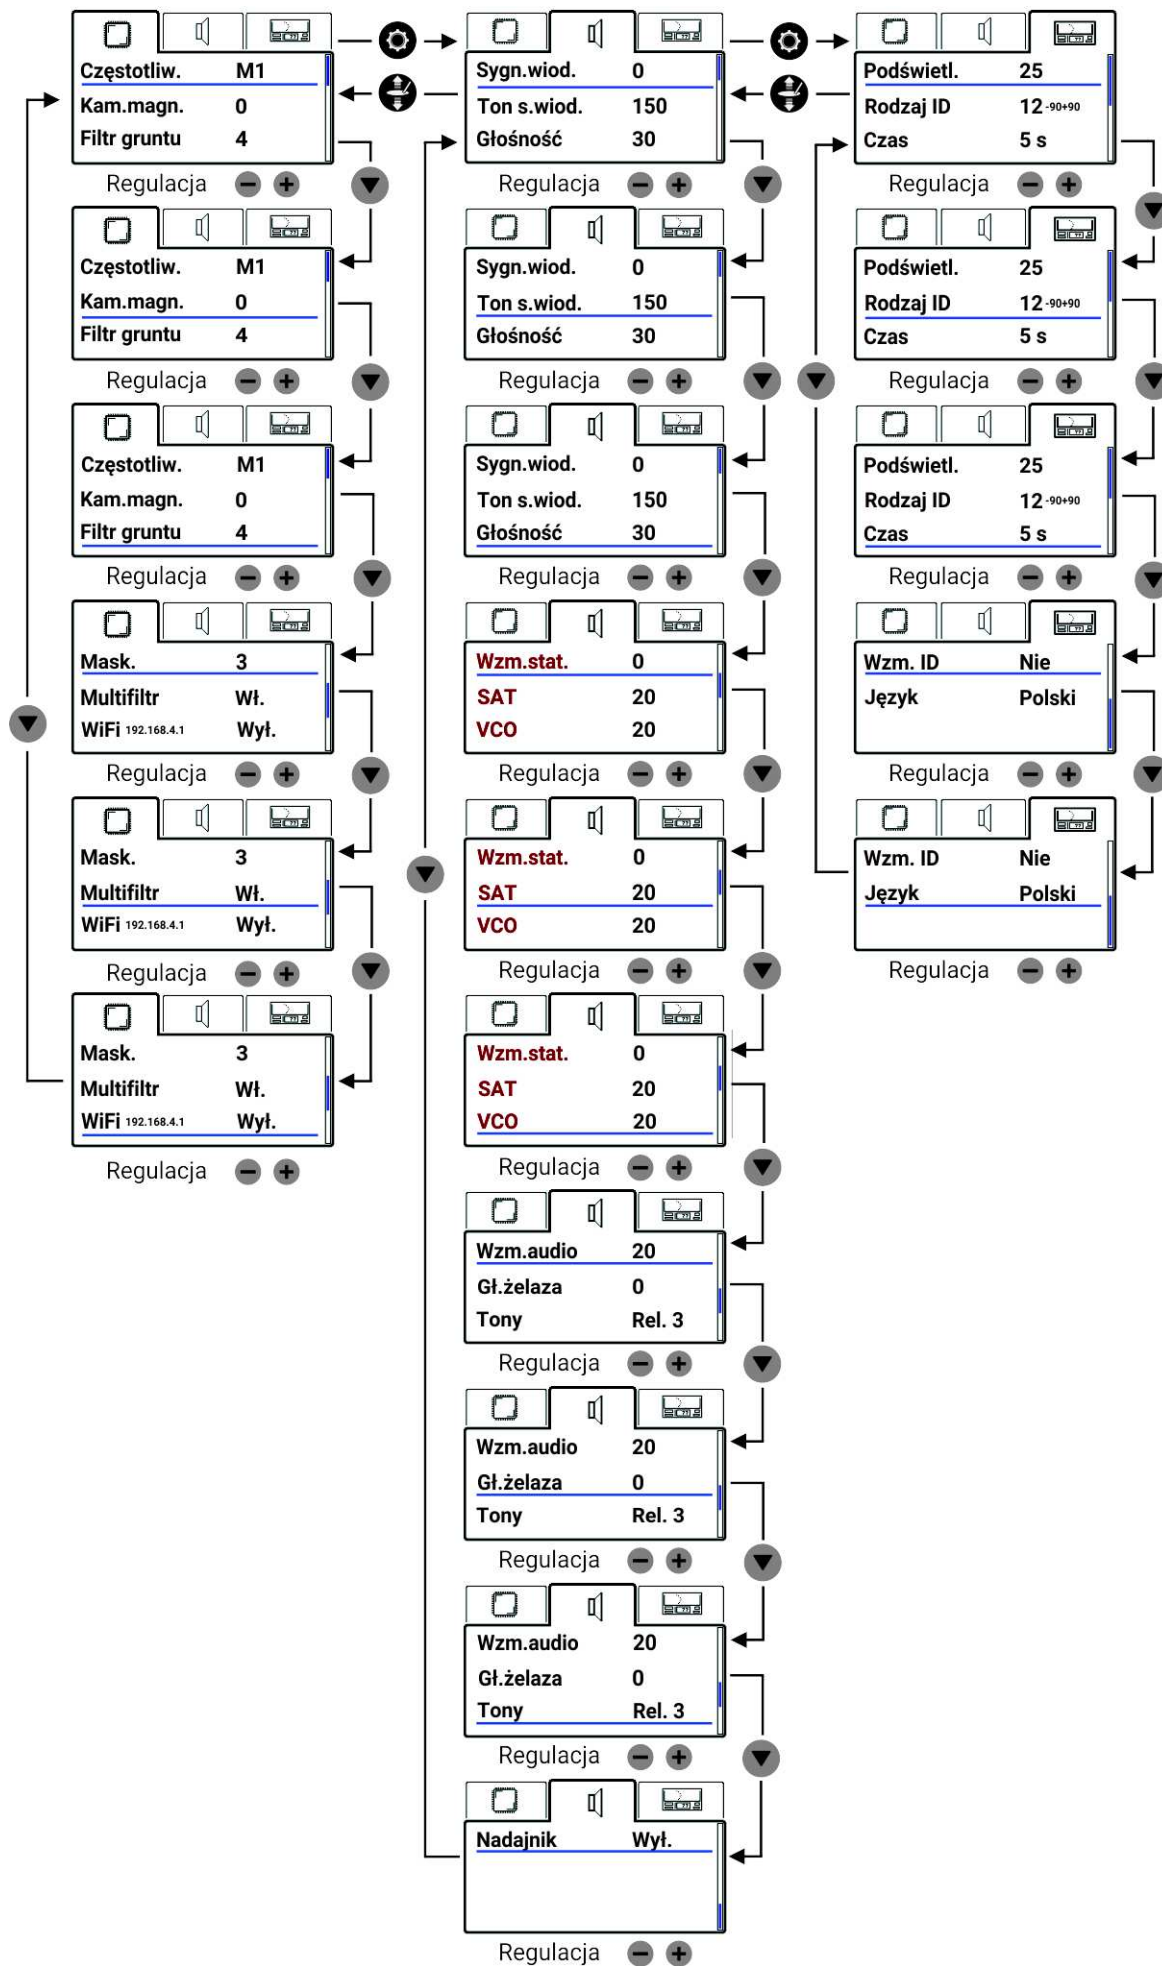 Częstotliw. M1
Kam.magn. 0
Filtr gruntu 4
Regulacja
Częstotliw. M1
Kam.magn. 0
Filtr gruntu 4
Regulacja
Częstotliw. M1
Kam.magn. 0
Filtr gruntu 4
Regulacja
Mask. 3
Multifiltr Wł.
WiFi 192.168.4.1 Wył.
Regulacja
Mask. 3
Multifiltr Wł.
WiFi 192.168.4.1 Wył.
Regulacja
Mask. 3
Multifiltr Wł.
WiFi 192.168.4.1 Wył.
Regulacja
Sygn.wiod. 0
Ton s.wiod. 150
Głośność 30
Regulacja
Sygn.wiod. 0
Ton s.wiod. 150
Głośność 30
Regulacja
Sygn.wiod. 0
Ton s.wiod. 150
Głośność 30
Regulacja
Wzm.stat. 0
SAT 20
VCO 20
Regulacja
Wzm.stat. 0
SAT 20
VCO 20
Regulacja
Wzm.stat. 0
SAT 20
VCO 20
Regulacja
Wzm.audio 20
Gł.żelaza 0
Tony Rel. 3
Regulacja
Wzm.audio 20
Gł.żelaza 0
Tony Rel. 3
Regulacja
Wzm.audio 20
Gł.żelaza 0
Tony Rel. 3
Regulacja
Nadajnik Wył.
Regulacja
Podświetl. 25
Rodzaj ID 12 -90+90
Czas 5 s
Regulacja
Podświetl. 25
Rodzaj ID 12 -90+90
Czas 5 s
Regulacja
Podświetl. 25
Rodzaj ID 12 -90+90
Czas 5 s
Regulacja
Wzm. ID Nie
Język Polski
Regulacja
Wzm. ID Nie
Język Polski
Regulacja